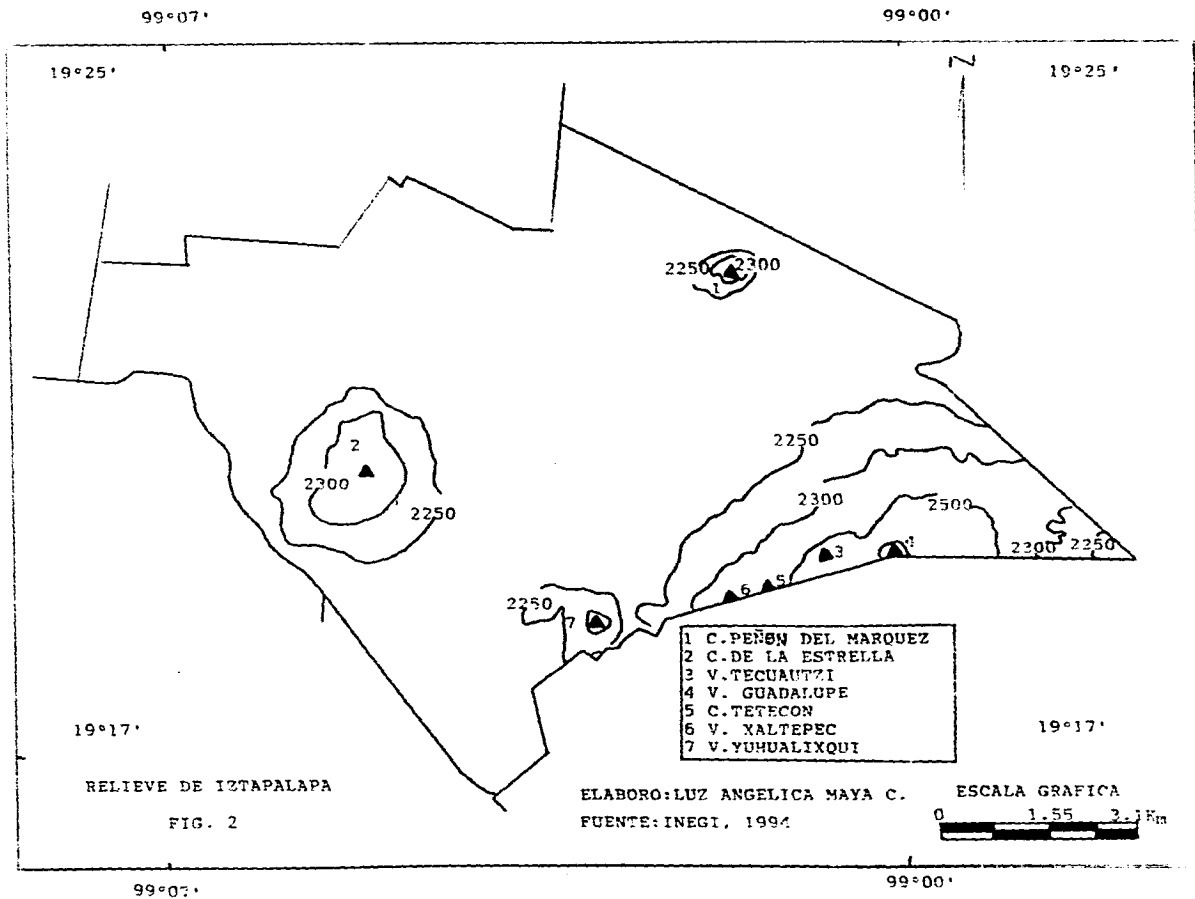 99°07' 99°00'
19°25' 19°25'
N
2250 2300
1
2
2300
2250
2250
2300
2500
3
4
2300 2250
5
6
2250
7
1 C.PEÑON DEL MARQUEZ
2 C.DE LA ESTRELLA
3 V.TECUAUTZI
4 V. GUADALUPE
5 C.TETECON
6 V. XALTEPEC
7 V.YUHUALIXQUI
19°17' 19°17'
RELIEVE DE IZTAPALAPA
FIG. 2
ELABORO:LUZ ANGELICA MAYA C.
FUENTE:INEGI, 1994
ESCALA GRAFICA
0 1.55 3.1Km
99°07' 99°00'